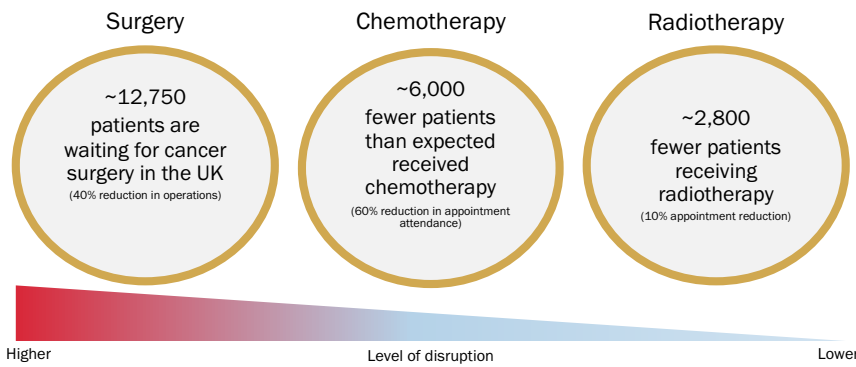 Surgery
~12,750
patients are
waiting for cancer
surgery in the UK
(40% reduction in operations)
Chemotherapy
~6,000
fewer patients
than expected
received
chemotherapy
(60% reduction in appointment
attendance)
Radiotherapy
~2,800
fewer patients
receiving
radiotherapy
(10% appointment reduction)
Higher
Level of disruption
Lower